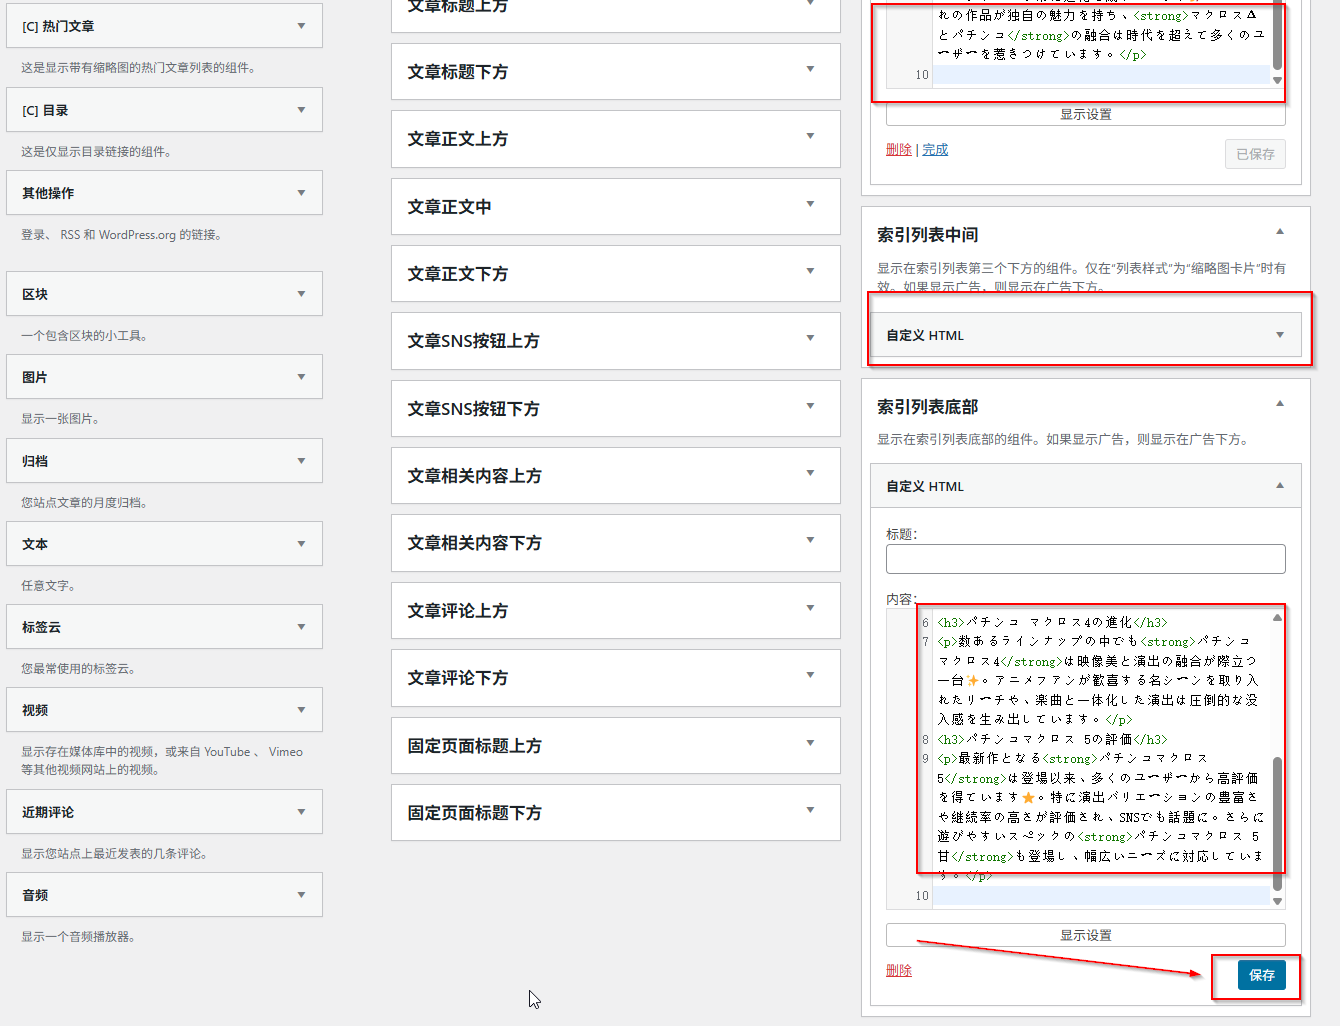 [C] 热门文章
这是显示带有缩略图的热门文章列表的组件。
[C] 目录
这是仅显示目录链接的组件。
其他操作
登录、 RSS 和 WordPress.org 的链接。
区块
一个包含区块的小工具。
图片
显示一张图片。
归档
您站点文章的月度归档。
文本
任意文字。
标签云
您最常使用的标签云。
视频
显示存在媒体库中的视频，或来自 YouTube 、 Vimeo
等其他视频网站上的视频。
近期评论
显示您站点上最近发表的几条评论。
音频
显示一个音频播放器。
文章标题上方
文章标题下方
文章正文上方
文章正文中
文章正文下方
文章SNS按钮上方
文章SNS按钮下方
文章相关内容上方
文章相关内容下方
文章评论上方
文章评论下方
固定页面标题上方
固定页面标题下方
れの作品が独自の魅力を持ち、<strong>マクロスΔ
とパチンコ</strong>の融合は時代を超えて多くのユ
ーザーを惹きつけています。</p>
10
显示设置
删除 | 完成
已保存
索引列表中间
显示在索引列表第三个下方的组件。仅在“列表样式”为“缩略图卡片”时有
效。如果显示广告，则显示在广告下方。
自定义 HTML
索引列表底部
显示在索引列表底部的组件。如果显示广告，则显示在广告下方。
自定义 HTML
标题：
内容：
6 <h3>パチンコ マクロス4の進化</h3>
7 <p>数あるラインナップの中でも<strong>パチンコ
マクロス4</strong>は映像美と演出の融合が際立つ
一台✨。アニメファンが歓喜する名シーンを取り入
れたリーチや、楽曲と一体化した演出は圧倒的な没
入感を生み出しています。</p>
8 <h3>パチンコマクロス 5の評価</h3>
9 <p>最新作となる<strong>パチンコマクロス
5</strong>は登場以来、多くのユーザーから高評価
を得ています⭐。特に演出バリエーションの豊富さ
や継続率の高さが評価され、SNSでも話題に。さらに
遊びやすいスペックの<strong>パチンコマクロス 5
甘</strong>も登場し、幅広いニーズに対応していま
す。</p>
10
显示设置
删除
保存